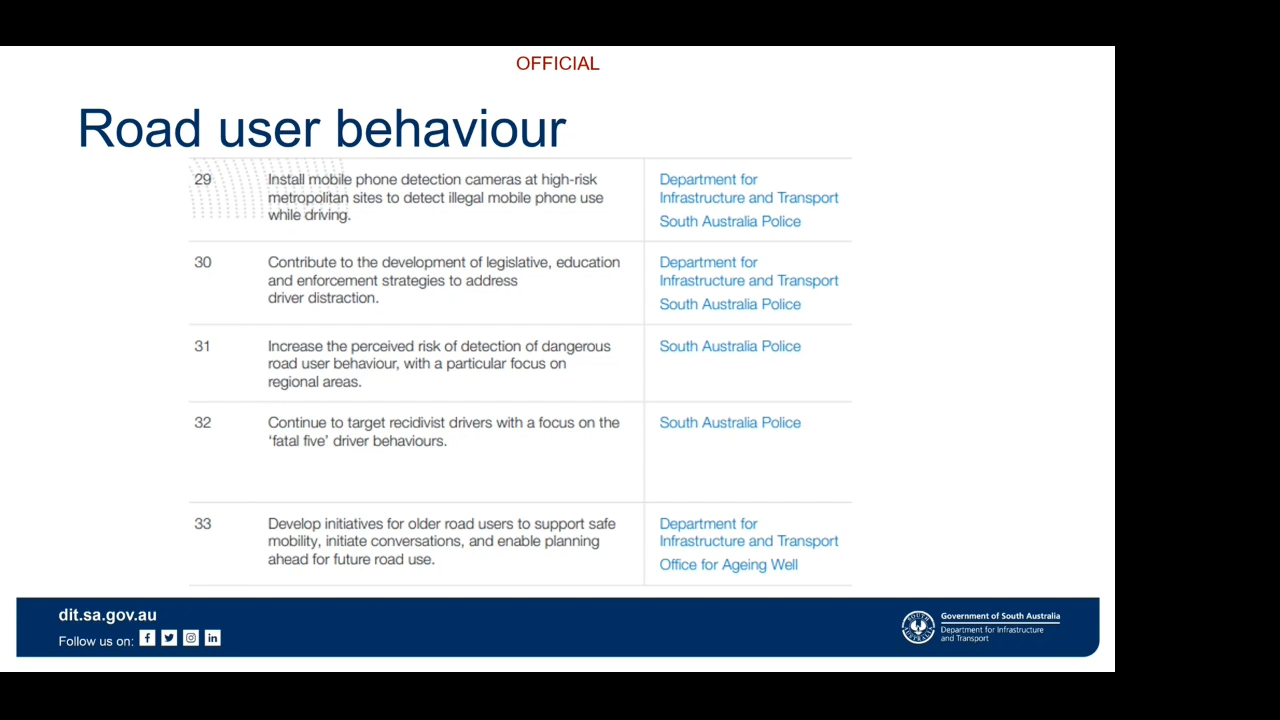 OFFICIAL
Road user behaviour
29
Install mobile phone detection cameras at high-risk
metropolitan sites to detect illegal mobile phone use
while driving.
Department for
Infrastructure and Transport
South Australia Police
30
Contribute to the development of legislative, education
and enforcement strategies to address
driver distraction.
Department for
Infrastructure and Transport
South Australia Police
31
Increase the perceived risk of detection of dangerous
road user behaviour, with a particular focus on
regional areas.
South Australia Police
32
Continue to target recidivist drivers with a focus on the
‘fatal five’ driver behaviours.
South Australia Police
33
Develop initiatives for older road users to support safe
mobility, initiate conversations, and enable planning
ahead for future road use.
Department for
Infrastructure and Transport
Office for Ageing Well
dit.sa.gov.au
Follow us on:
Government of South Australia
Department for Infrastructure
and Transport